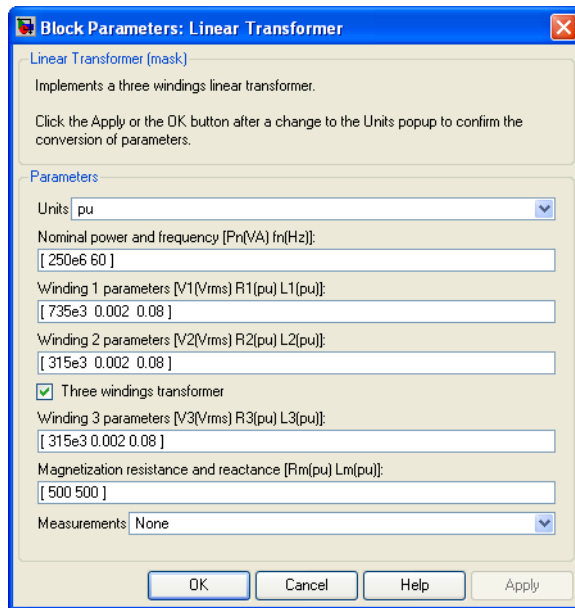 Block Parameters: Linear Transformer
Linear Transformer (mask)
Implements a three windings linear transformer.
Click the Apply or the OK button after a change to the Units popup to confirm the
conversion of parameters.
Parameters
Units pu
Nominal power and frequency [Pn(VA) fn(Hz)]:
[ 250e6 60 ]
Winding 1 parameters [V1(Vrms) R1(pu) L1(pu)]:
[ 735e3 0.002 0.08 ]
Winding 2 parameters [V2(Vrms) R2(pu) L2(pu)]:
[ 315e3 0.002 0.08 ]
Three windings transformer
Winding 3 parameters [V3(Vrms) R3(pu) L3(pu)]:
[ 315e3 0.002 0.08 ]
Magnetization resistance and reactance [Rm(pu) Lm(pu)]:
[ 500 500 ]
Measurements None
OK Cancel Help Apply